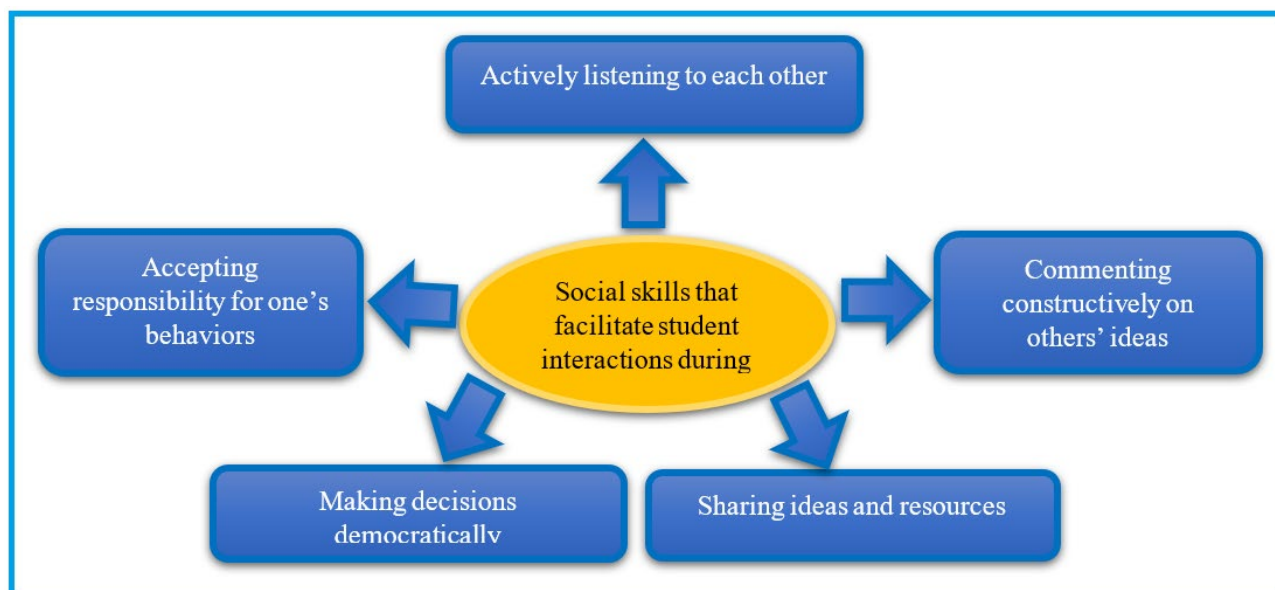 Actively listening to each other
Accepting
responsibility for one's
behaviors
Social skills that
facilitate student
interactions during
Commenting
constructively on
others' ideas
Making decisions
democratically
Sharing ideas and resources